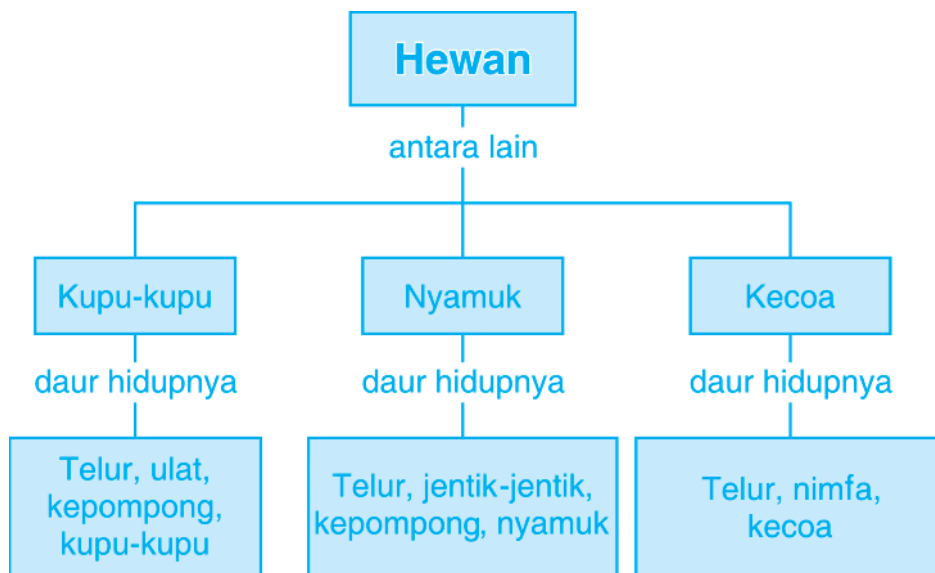 Hewan
antara lain
Kupu-kupu
Nyamuk
Kecoa
daur hidupnya
daur hidupnya
daur hidupnya
Telur, ulat,
kepompong,
kupu-kupu
Telur, jentik-jentik,
kepompong, nyamuk
Telur, nimfa,
kecoa